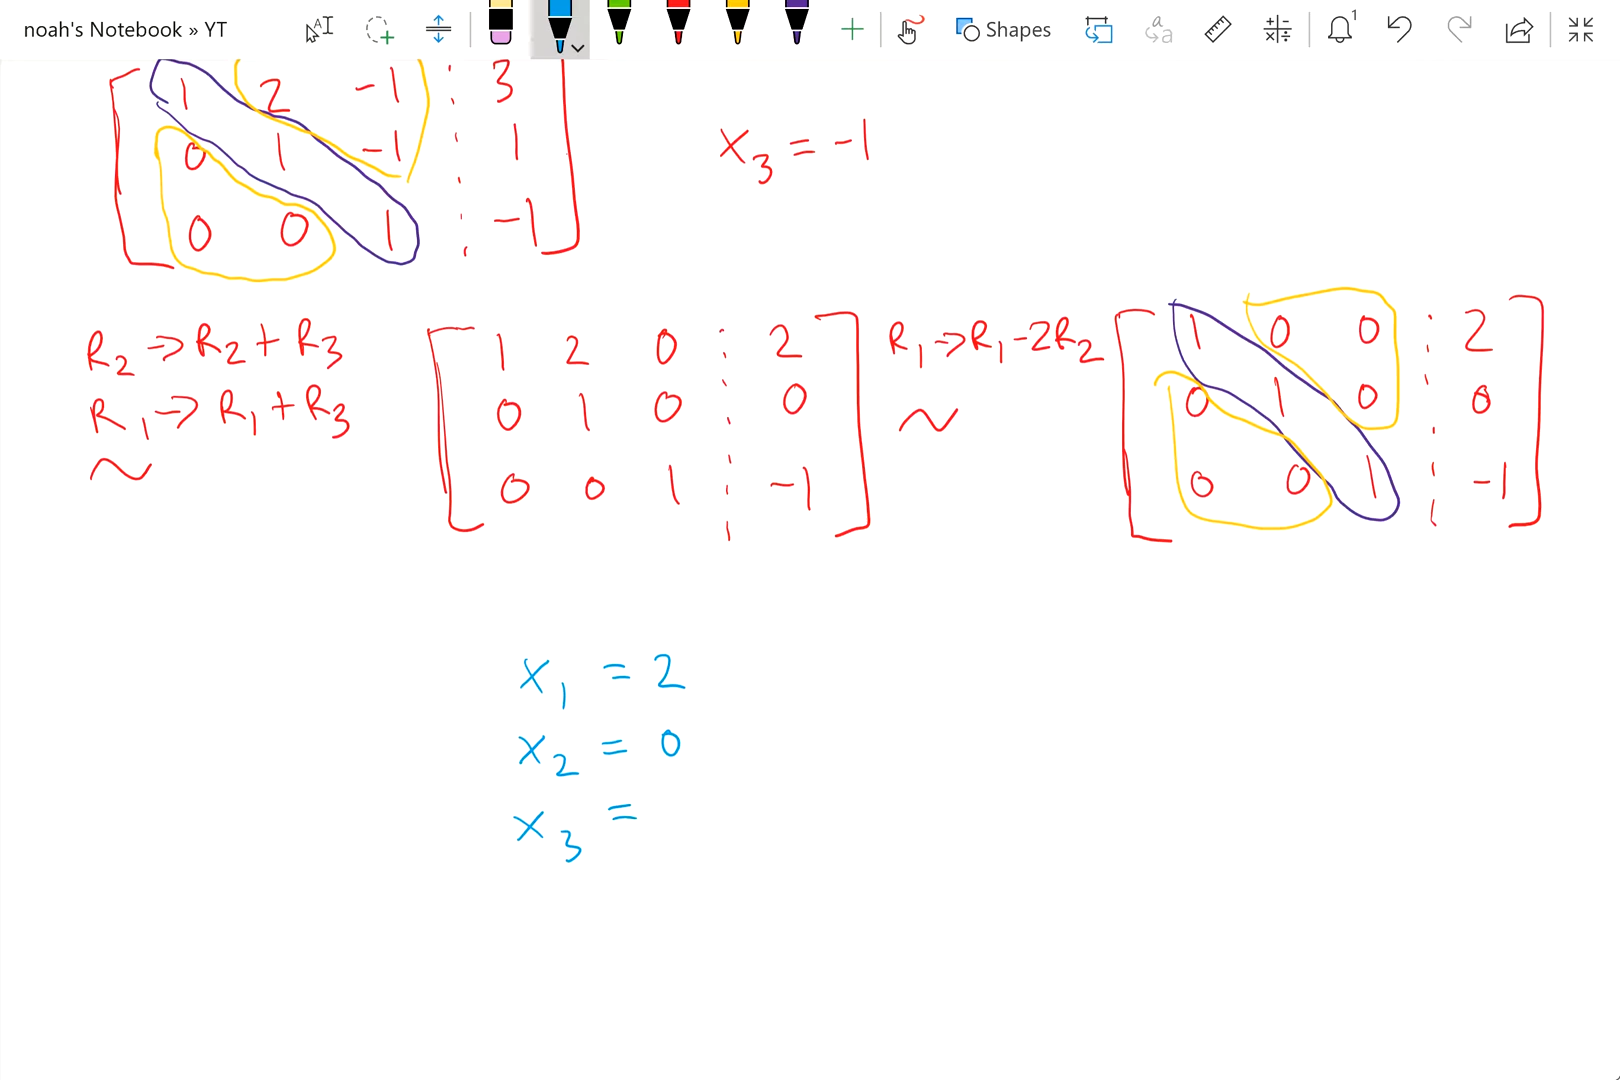 noah's Notebook » YT
Shapes
1
1 2 -1 3
x3 = -1
0 1 -1 1
0 0 1 -1
R2 -> R2 + R3
R1 -> R1 + R3
~
1 2 0 2
0 1 0 0
0 0 1 -1
R1 -> R1 - 2R2
~
1 0 0 2
0 1 0 0
0 0 1 -1
x1 = 2
x2 = 0
x3 =